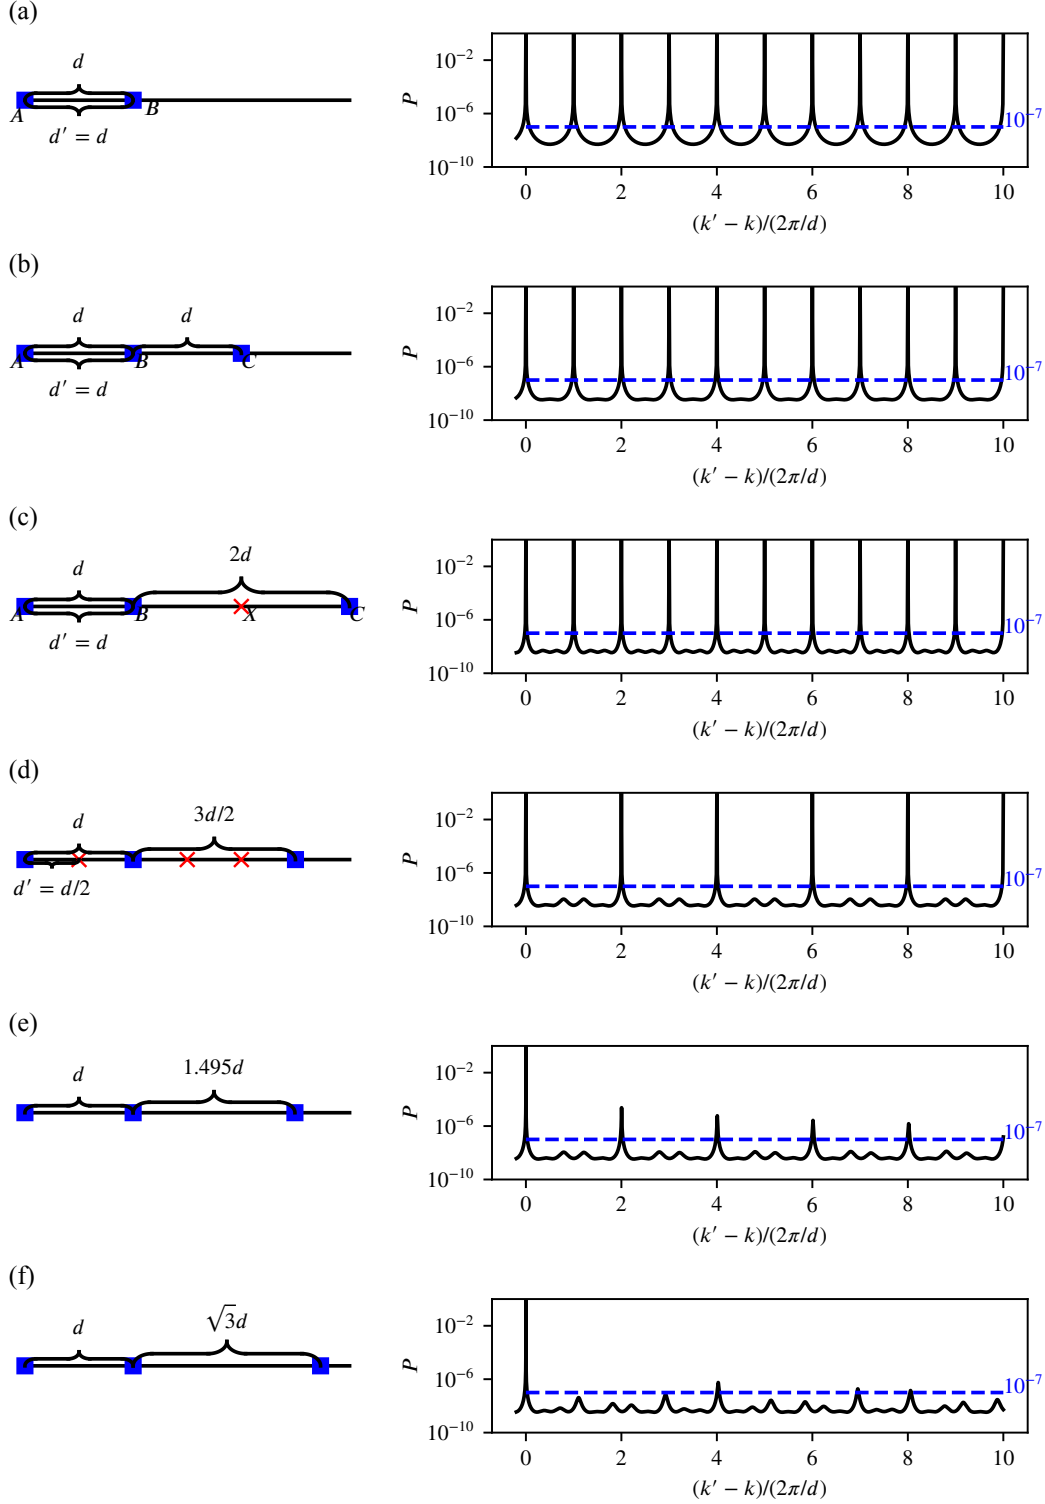 (a)
d
A
B
d′ = d
P
10⁻²
10⁻⁶
10⁻¹⁰
10⁻⁷
0 2 4 6 8 10
(k′ − k)/(2π/d)
(b)
d d
A B C
d′ = d
P
10⁻²
10⁻⁶
10⁻¹⁰
10⁻⁷
0 2 4 6 8 10
(k′ − k)/(2π/d)
(c)
d 2d
A B X C
d′ = d
P
10⁻²
10⁻⁶
10⁻¹⁰
10⁻⁷
0 2 4 6 8 10
(k′ − k)/(2π/d)
(d)
d 3d/2
d′ = d/2
P
10⁻²
10⁻⁶
10⁻¹⁰
10⁻⁷
0 2 4 6 8 10
(k′ − k)/(2π/d)
(e)
d 1.495d
P
10⁻²
10⁻⁶
10⁻¹⁰
10⁻⁷
0 2 4 6 8 10
(k′ − k)/(2π/d)
(f)
d √3d
P
10⁻²
10⁻⁶
10⁻¹⁰
10⁻⁷
0 2 4 6 8 10
(k′ − k)/(2π/d)